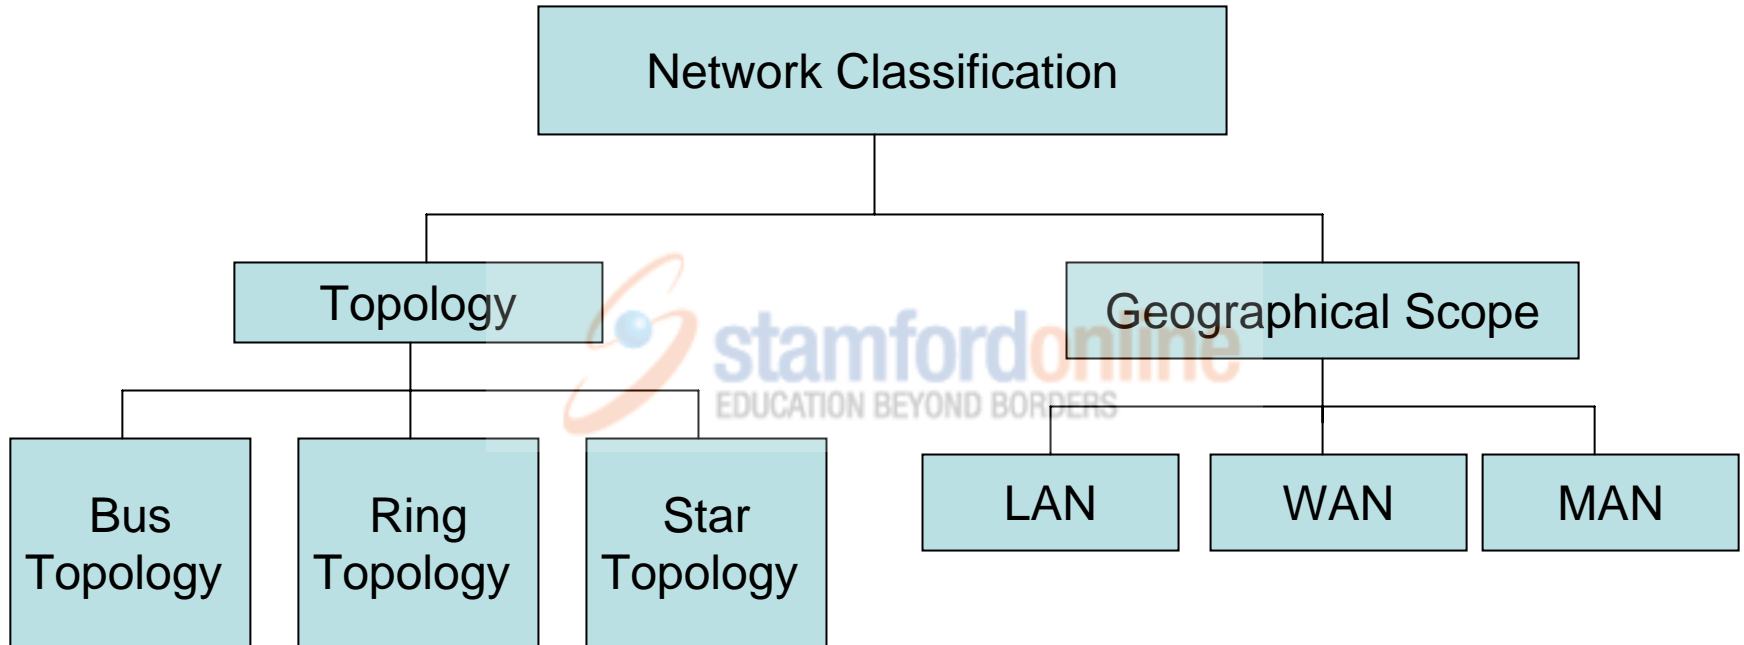 Network Classification
Topology
Geographical Scope
stamfordonline
EDUCATION BEYOND BORDERS
Bus
Topology
Ring
Topology
Star
Topology
LAN
WAN
MAN